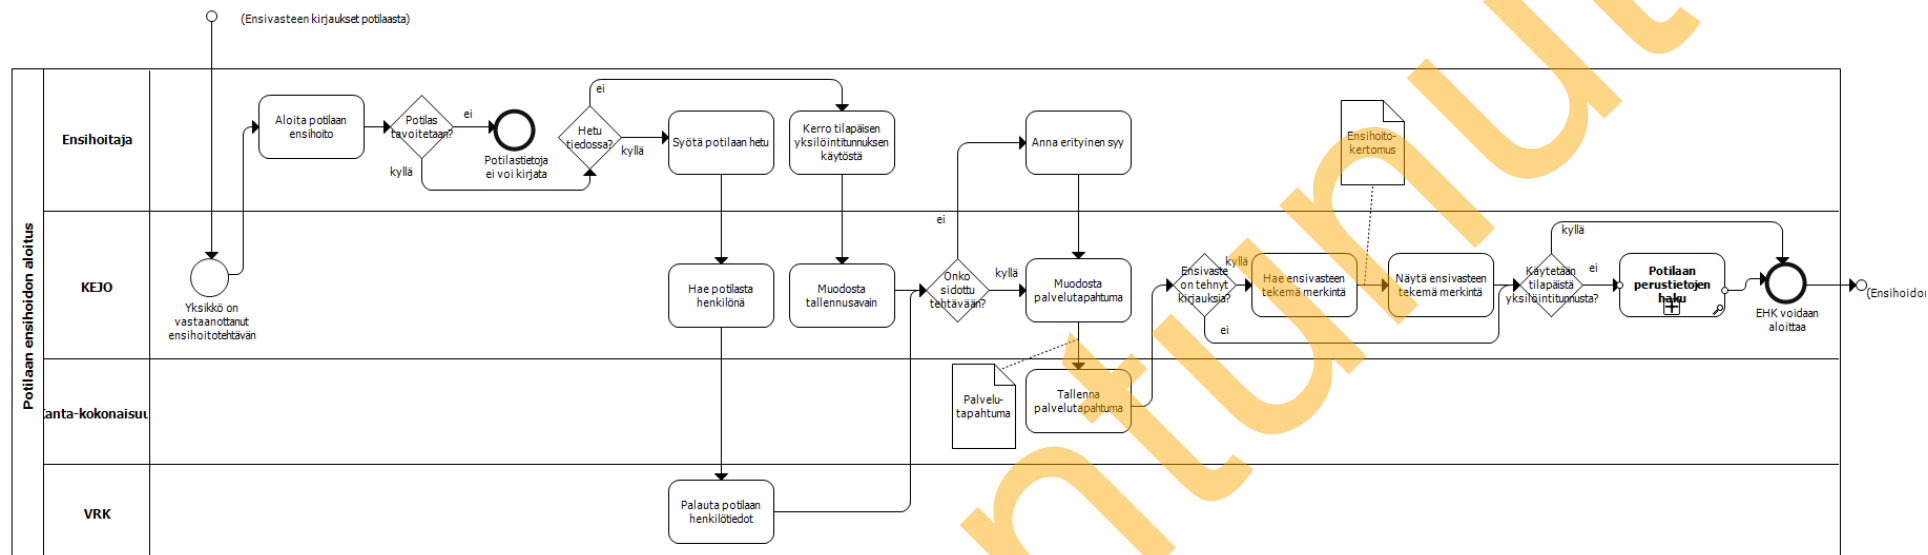 (Ensivasteen kirjaukset potilaasta)
Potilaan ensihoidon aloitus
Ensihoitaja
Aloita potilaan
ensihoito
Potilas
tavoitetaan?
ei
kyllä
Potilastietoja
ei voi kirjata
Hetu
tiedossa?
ei
kyllä
Syötä potilaan hetu
Kerro tilapäisen
yksilöintitunnuksen
käytöstä
Anna erityinen syy
Ensihoito-
kertomus
KEJO
Yksikkö on
vastaanottanut
ensihoitotehtävän
Hae potilasta
henkilönä
Muodosta
tallennusavain
ei
Onko
sidottu
tehtävään?
kyllä
Muodosta
palvelutapahtuma
Ensivaste
on tehnyt
kirjauksia?
kyllä
ei
Hae ensivasteen
tekemä merkintä
Näytä ensivasteen
tekemä merkintä
kyllä
Käytetään
tilapäistä
yksilöintitunnusta?
ei
Potilaan
perustietojen
haku
EHK voidaan
aloittaa
(Ensihoidon
anta-kokonaisuu
Palvelu-
tapahtuma
Tallenna
palvelutapahtuma
VRK
Palauta potilaan
henkilötiedot